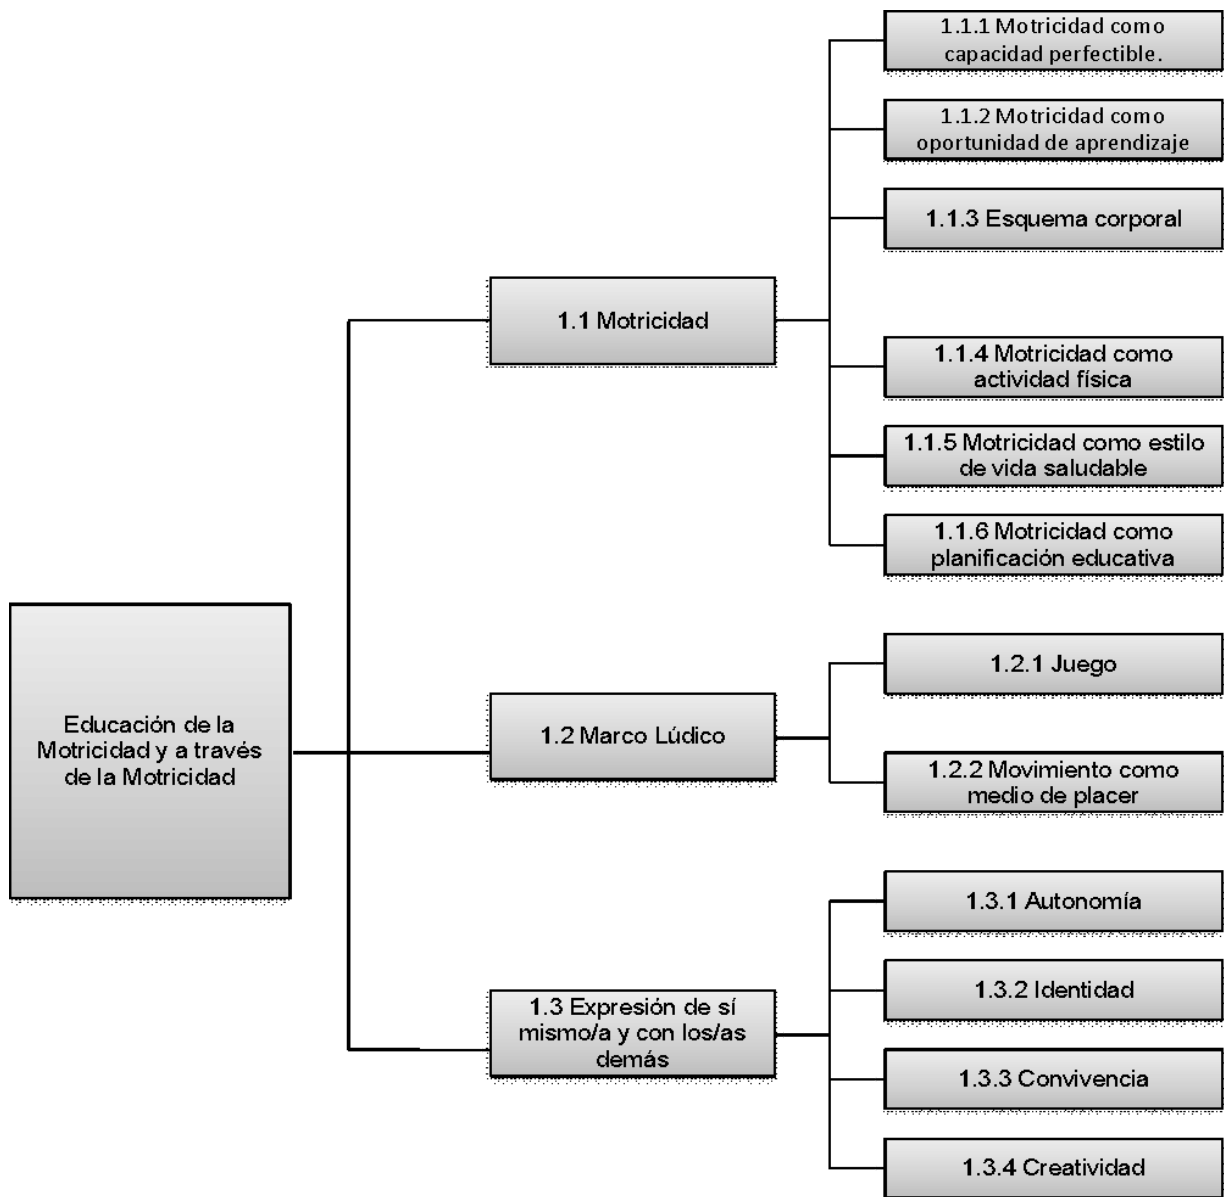 1.1.1 Motricidad como
capacidad perfectible.
1.1.2 Motricidad como
oportunidad de aprendizaje
1.1.3 Esquema corporal
1.1 Motricidad
1.1.4 Motricidad como
actividad física
1.1.5 Motricidad como estilo
de vida saludable
1.1.6 Motricidad como
planificación educativa
Educación de la
Motricidad y a través
de la Motricidad
1.2 Marco Lúdico
1.2.1 Juego
1.2.2 Movimiento como
medio de placer
1.3 Expresión de sí
mismo/a y con los/as
demás
1.3.1 Autonomía
1.3.2 Identidad
1.3.3 Convivencia
1.3.4 Creatividad